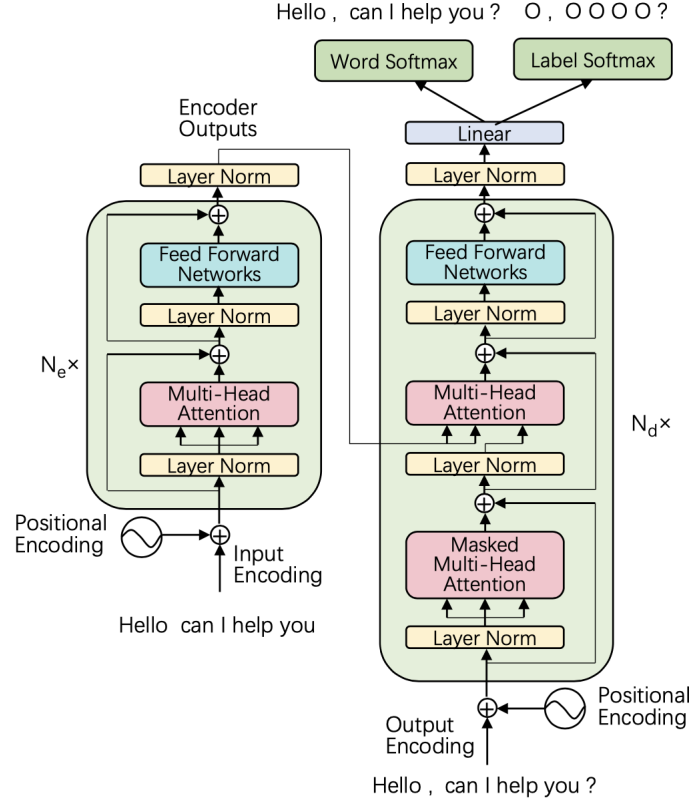 Hello , can I help you ? O , O O O O ?
Word Softmax
Label Softmax
Linear
Layer Norm
Feed Forward
Networks
Layer Norm
Multi-Head
Attention
Layer Norm
Masked
Multi-Head
Attention
Layer Norm
N_d×
Positional
Encoding
Output
Encoding
Hello , can I help you ?
Encoder
Outputs
Layer Norm
Feed Forward
Networks
Layer Norm
N_e×
Multi-Head
Attention
Layer Norm
Positional
Encoding
Input
Encoding
Hello can I help you